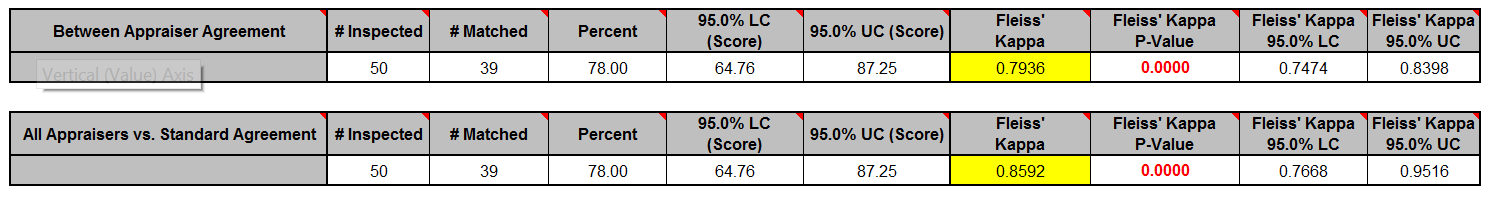 Between Appraiser Agreement # Inspected # Matched Percent 95.0% LC (Score) 95.0% UC (Score) Fleiss' Kappa Fleiss' Kappa P-Value Fleiss' Kappa 95.0% LC Fleiss' Kappa 95.0% UC
Vertical (Value) Axis 50 39 78.00 64.76 87.25 0.7936 0.0000 0.7474 0.8398
All Appraisers vs. Standard Agreement # Inspected # Matched Percent 95.0% LC (Score) 95.0% UC (Score) Fleiss' Kappa Fleiss' Kappa P-Value Fleiss' Kappa 95.0% LC Fleiss' Kappa 95.0% UC
50 39 78.00 64.76 87.25 0.8592 0.0000 0.7668 0.9516